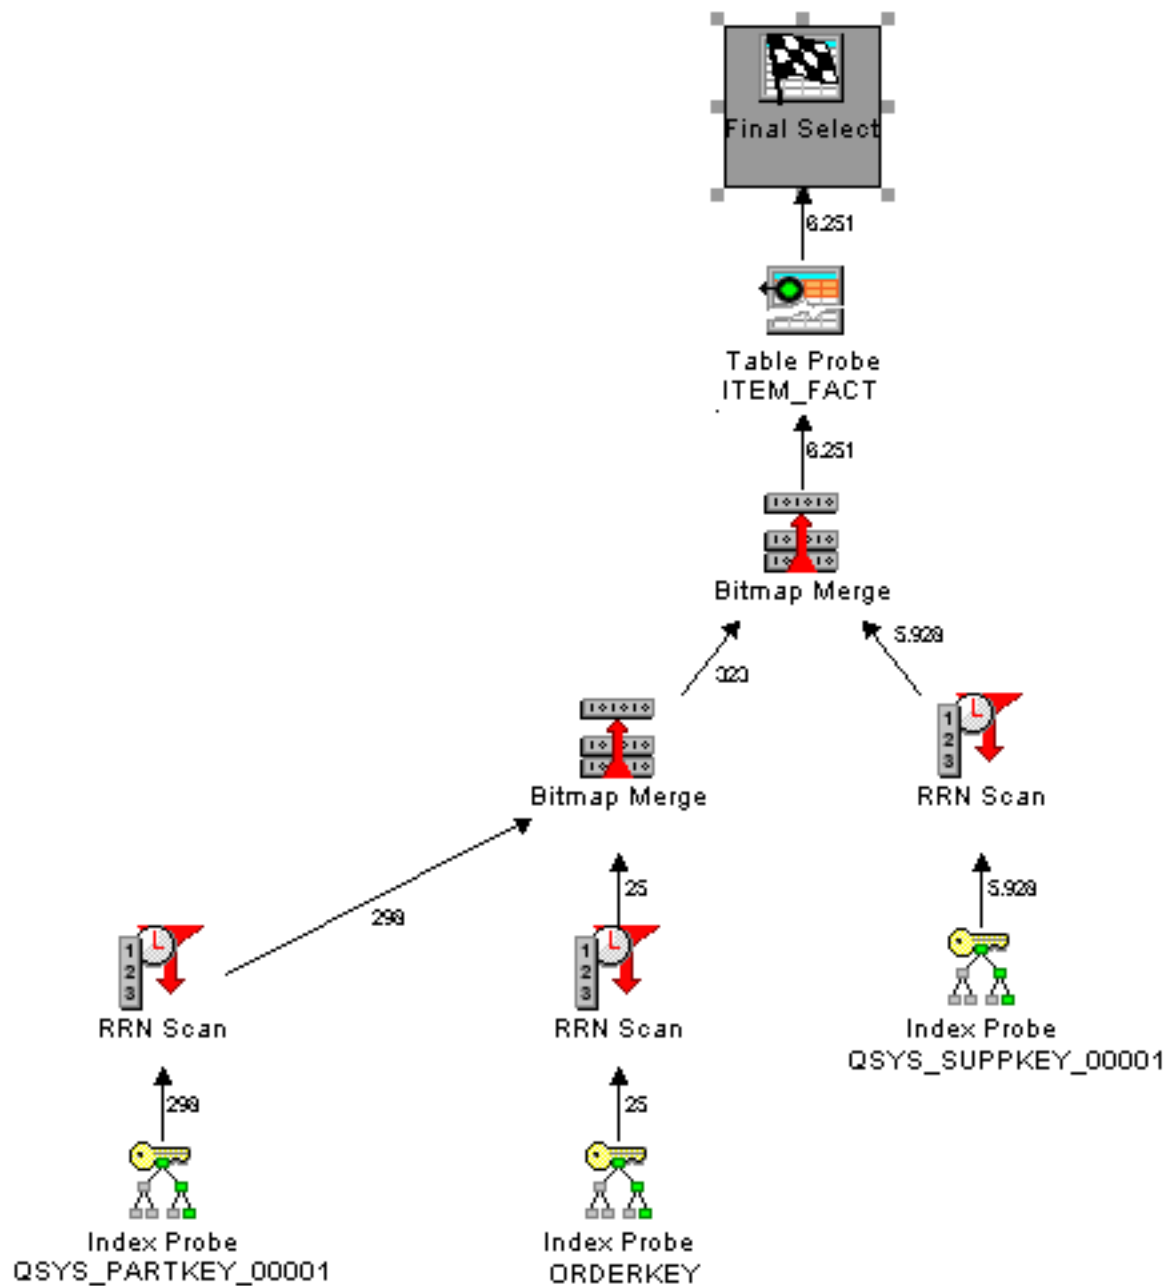 Final Select
6.251
Table Probe
ITEM_FACT
6.251
Bitmap Merge
323
5.928
Bitmap Merge
RRN Scan
298
25
5.928
RRN Scan
RRN Scan
Index Probe
QSYS_SUPPKEY_00001
298
25
Index Probe
QSYS_PARTKEY_00001
Index Probe
ORDERKEY